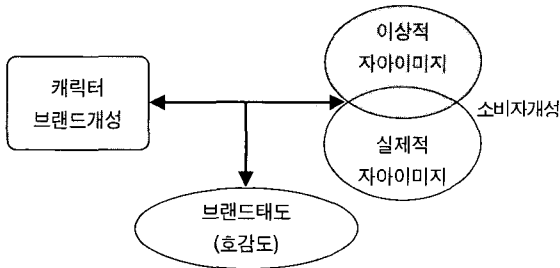 이상적
자아이미지
캐릭터
브랜드개성
소비자개성
실제적
자아이미지
브랜드태도
(호감도)